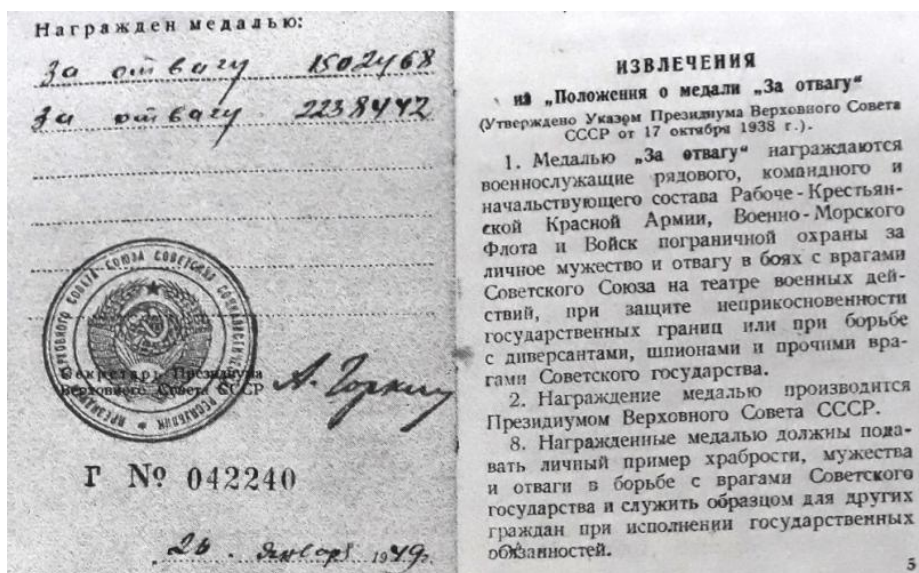 Награжден медалью:
За отвагу 1502468
За отвагу 2238442
Секретарь Президиума
Верховного Совета СССР
А. Горкин
Г № 042240
26 . января 1949г.
ИЗВЛЕЧЕНИЯ
из „Положения о медали „За отвагу“
(Утверждено Указом Президиума Верховного Совета
СССР от 17 октября 1938 г.).
1. Медалью „За отвагу“ награждаются
военнослужащие рядового, командного и
начальствующего состава Рабоче-Крестьян-
ской Красной Армии, Военно-Морского
Флота и Войск пограничной охраны за
личное мужество и отвагу в боях с врагами
Советского Союза на театре военных дей-
ствий, при защите неприкосновенности
государственных границ или при борьбе
с диверсантами, шпионами и прочими вра-
гами Советского государства.
2. Награждение медалью производится
Президиумом Верховного Совета СССР.
8. Награжденные медалью должны пода-
вать личный пример храбрости, мужества
и отваги в борьбе с врагами Советского
государства и служить образцом для других
граждан при исполнении государственных
обязанностей.
5